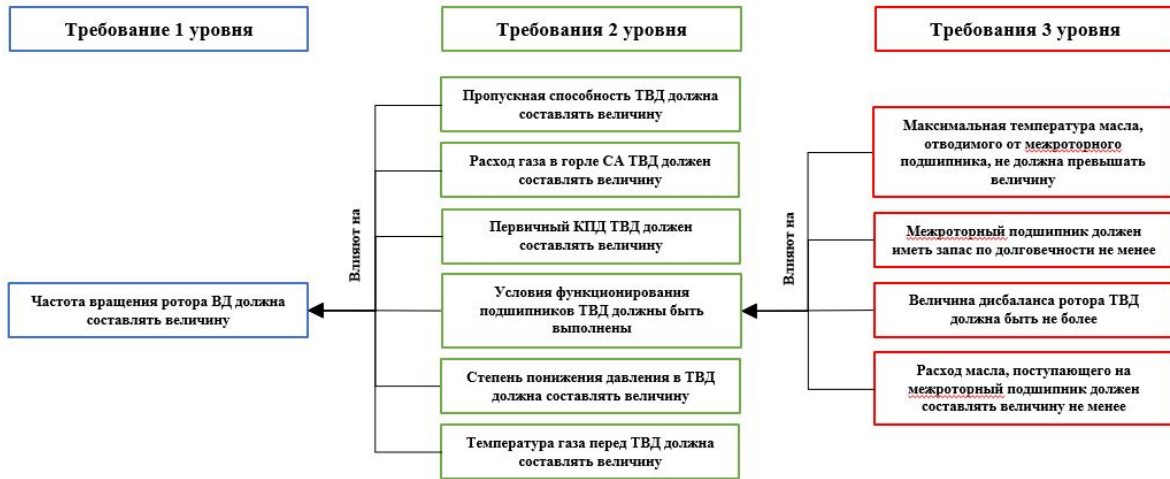 Требование 1 уровня
Требования 2 уровня
Требования 3 уровня
Частота вращения ротора ВД должна
составлять величину
Влияют на
Пропускная способность ТВД должна
составлять величину
Расход газа в горле СА ТВД должен
составлять величину
Первичный КПД ТВД должен
составлять величину
Условия функционирования
подшипников ТВД должны быть
выполнены
Степень понижения давления в ТВД
должна составлять величину
Температура газа перед ТВД должна
составлять величину
Влияют на
Максимальная температура масла,
отводимого от межроторного
подшипника, не должна превышать
величину
Межроторный подшипник должен
иметь запас по долговечности не менее
Величина дисбаланса ротора ТВД
должна быть не более
Расход масла, поступающего на
межроторный подшипник должен
составлять величину не менее